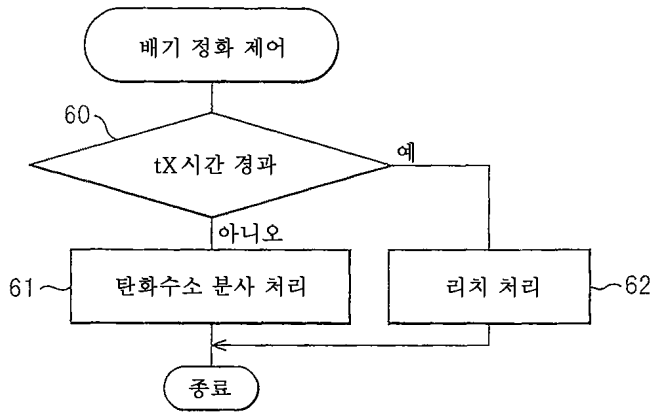 배기 정화 제어
60
tX시간 경과
예
아니오
61
탄화수소 분사 처리
리치 처리
62
종료